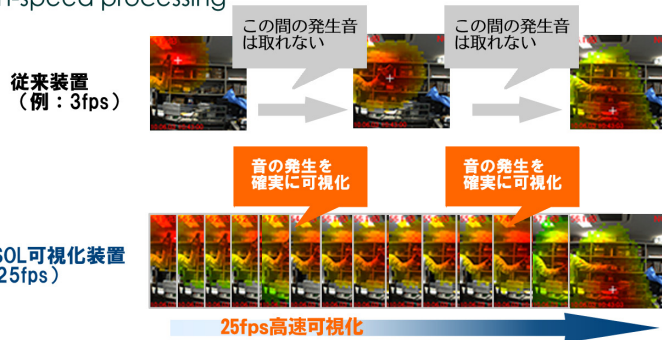 -speed processing
この間の発生音
は取れない
この間の発生音
は取れない
従来装置
（例：3fps）
音の発生を
確実に可視化
音の発生を
確実に可視化
SOL可視化装置
25fps）
25fps高速可視化